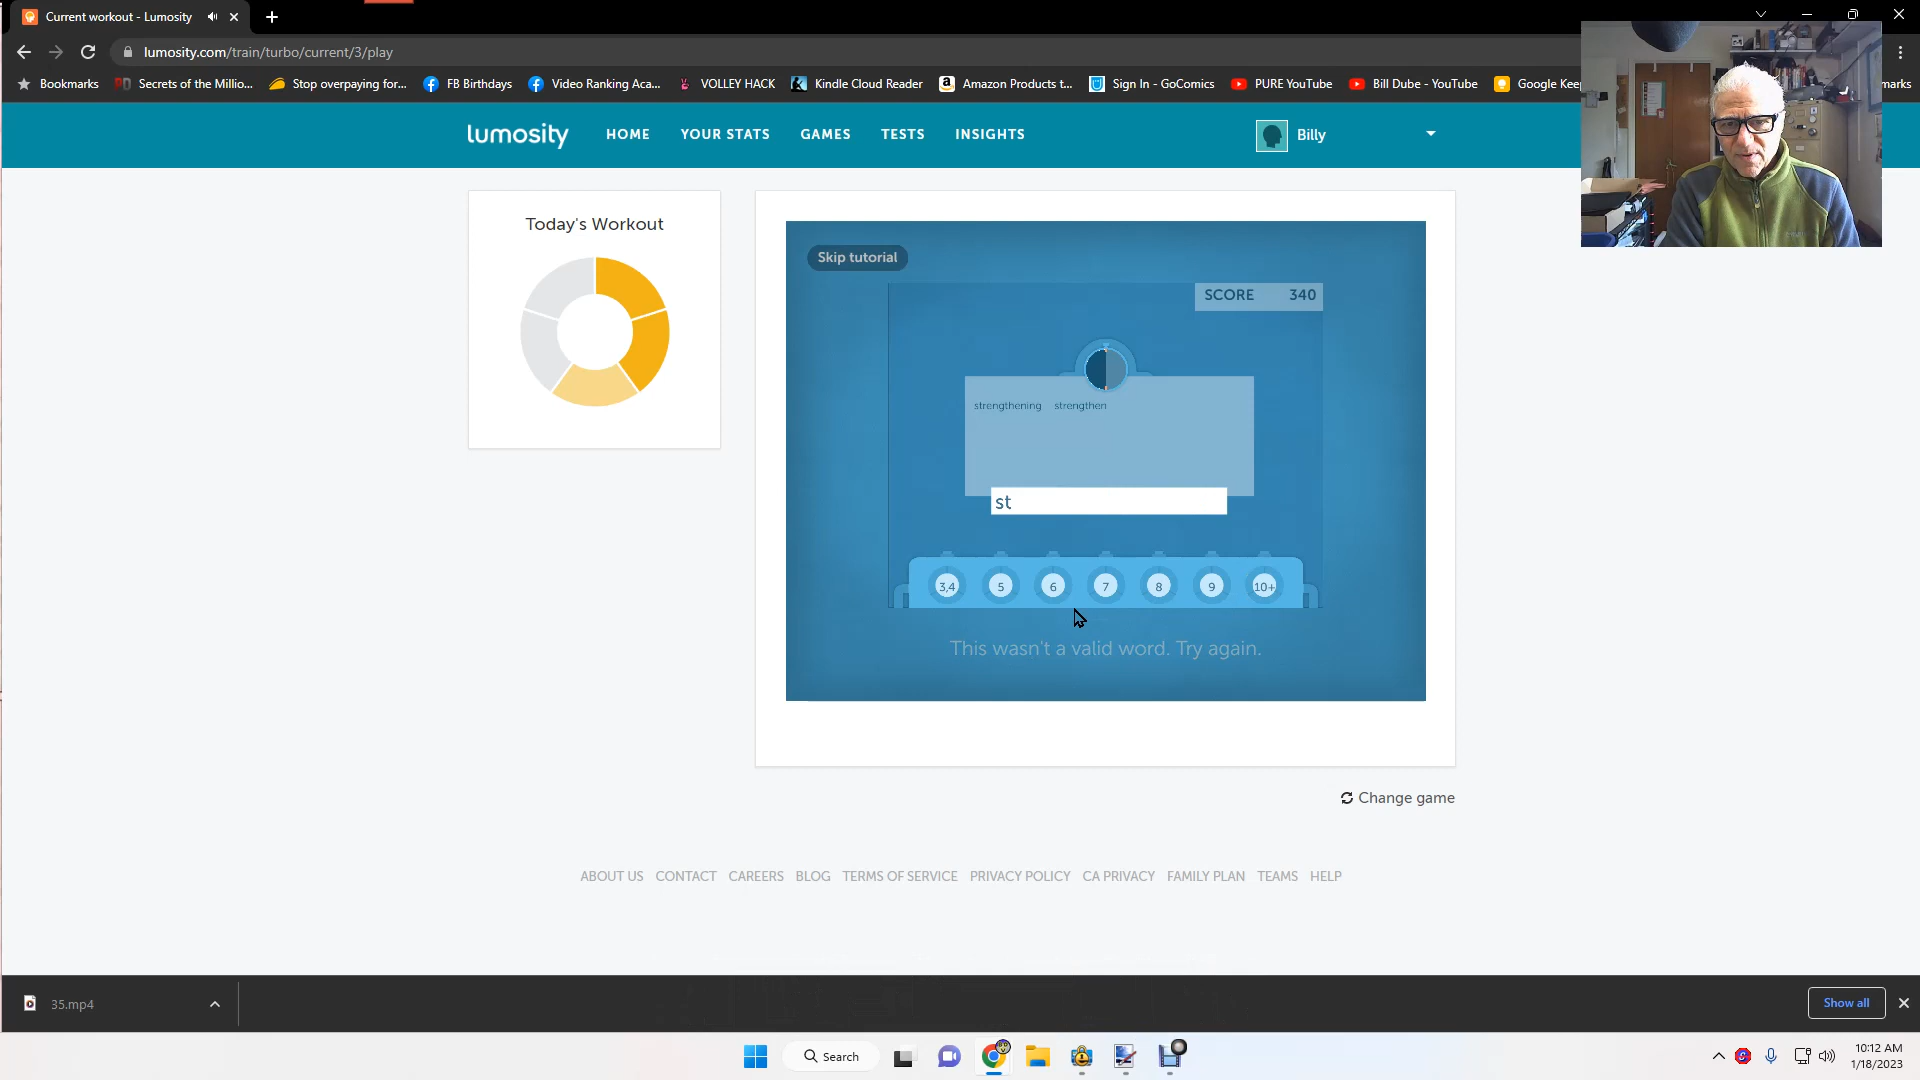 Current workout - Lumosity
lumosity.com/train/turbo/current/3/play
Bookmarks Secrets of the Millio... Stop overpaying for... FB Birthdays Video Ranking Aca... VOLLEY HACK Kindle Cloud Reader Amazon Products t... Sign In - GoComics PURE YouTube Bill Dube - YouTube Google Kee marks
lumosity HOME YOUR STATS GAMES TESTS INSIGHTS Billy
Today's Workout
Skip tutorial
SCORE 340
strengthening strengthen
st
3,4 5 6 7 8 9 10+
This wasn't a valid word. Try again.
Change game
ABOUT US CONTACT CAREERS BLOG TERMS OF SERVICE PRIVACY POLICY CA PRIVACY FAMILY PLAN TEAMS HELP
35.mp4 Show all
Search
10:12 AM
1/18/2023